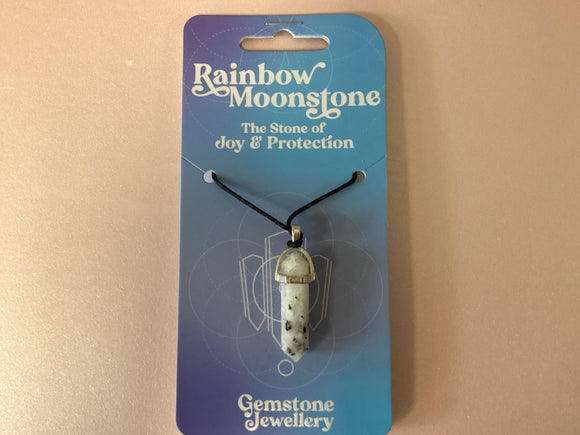 Rainbow
Moonstone
The Stone of
Joy & Protection
Gemstone
Jewellery